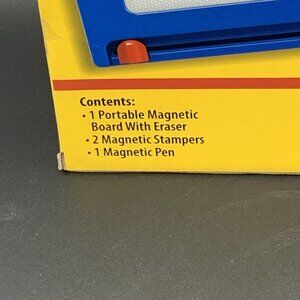 Contents:
• 1 Portable Magnetic
Board With Eraser
• 2 Magnetic Stampers
• 1 Magnetic Pen